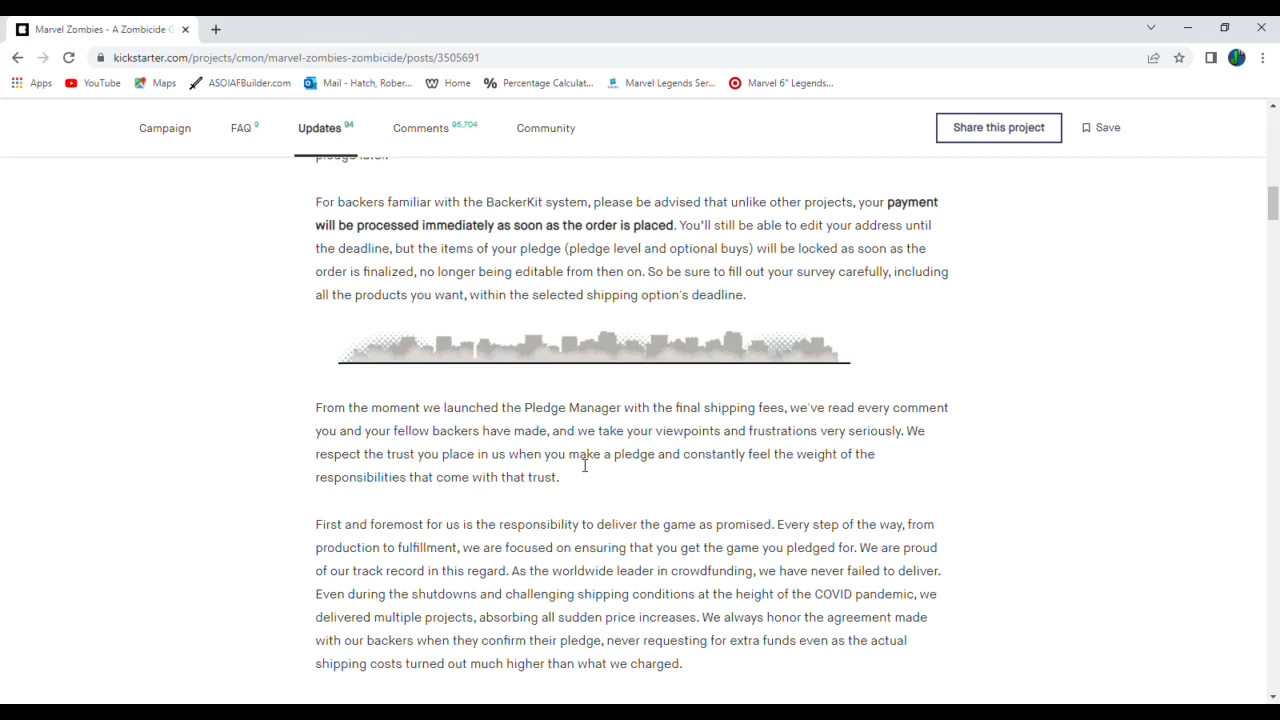 Marvel Zombies - A Zombicide G
kickstarter.com/projects/cmon/marvel-zombies-zombicide/posts/3505691
Apps YouTube Maps ASOIAFBuilder.com Mail - Hatch, Rober... Home Percentage Calculat... Marvel Legends Ser... Marvel 6" Legends...
Campaign FAQ 9 Updates 94 Comments Community Share this project Save
pledge later.
For backers familiar with the BackerKit system, please be advised that unlike other projects, your payment
will be processed immediately as soon as the order is placed. You'll still be able to edit your address until
the deadline, but the items of your pledge (pledge level and optional buys) will be locked as soon as the
order is finalized, no longer being editable from then on. So be sure to fill out your survey carefully, including
all the products you want, within the selected shipping option's deadline.
From the moment we launched the Pledge Manager with the final shipping fees, we've read every comment
you and your fellow backers have made, and we take your viewpoints and frustrations very seriously. We
respect the trust you place in us when you make a pledge and constantly feel the weight of the
responsibilities that come with that trust.
First and foremost for us is the responsibility to deliver the game as promised. Every step of the way, from
production to fulfillment, we are focused on ensuring that you get the game you pledged for. We are proud
of our track record in this regard. As the worldwide leader in crowdfunding, we have never failed to deliver.
Even during the shutdowns and challenging shipping conditions at the height of the COVID pandemic, we
delivered multiple projects, absorbing all sudden price increases. We always honor the agreement made
with our backers when they confirm their pledge, never requesting for extra funds even as the actual
shipping costs turned out much higher than what we charged.